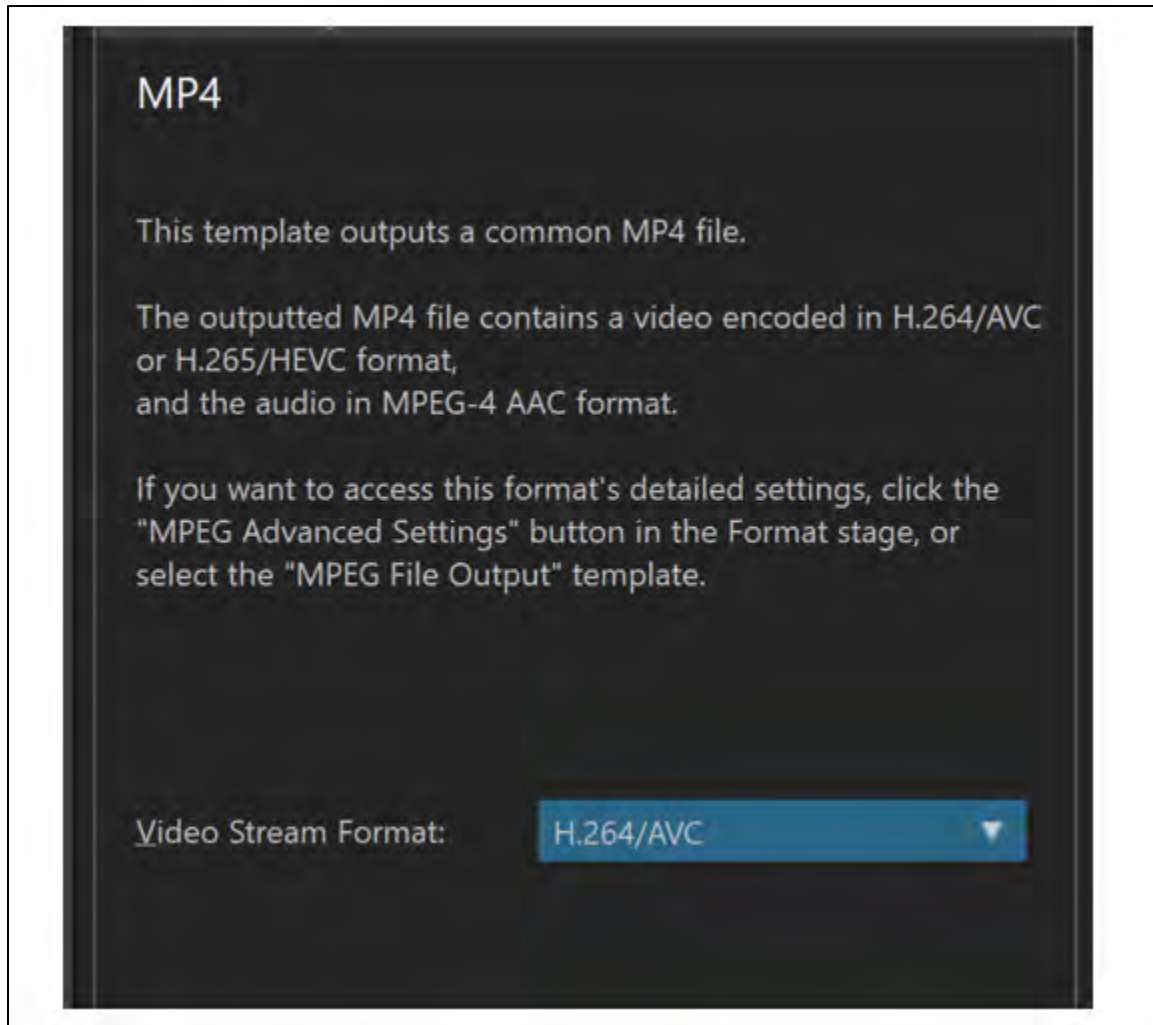 MP4
This template outputs a common MP4 file.
The outputted MP4 file contains a video encoded in H.264/AVC
or H.265/HEVC format,
and the audio in MPEG-4 AAC format.
If you want to access this format's detailed settings, click the
"MPEG Advanced Settings" button in the Format stage, or
select the "MPEG File Output" template.
Video Stream Format: H.264/AVC